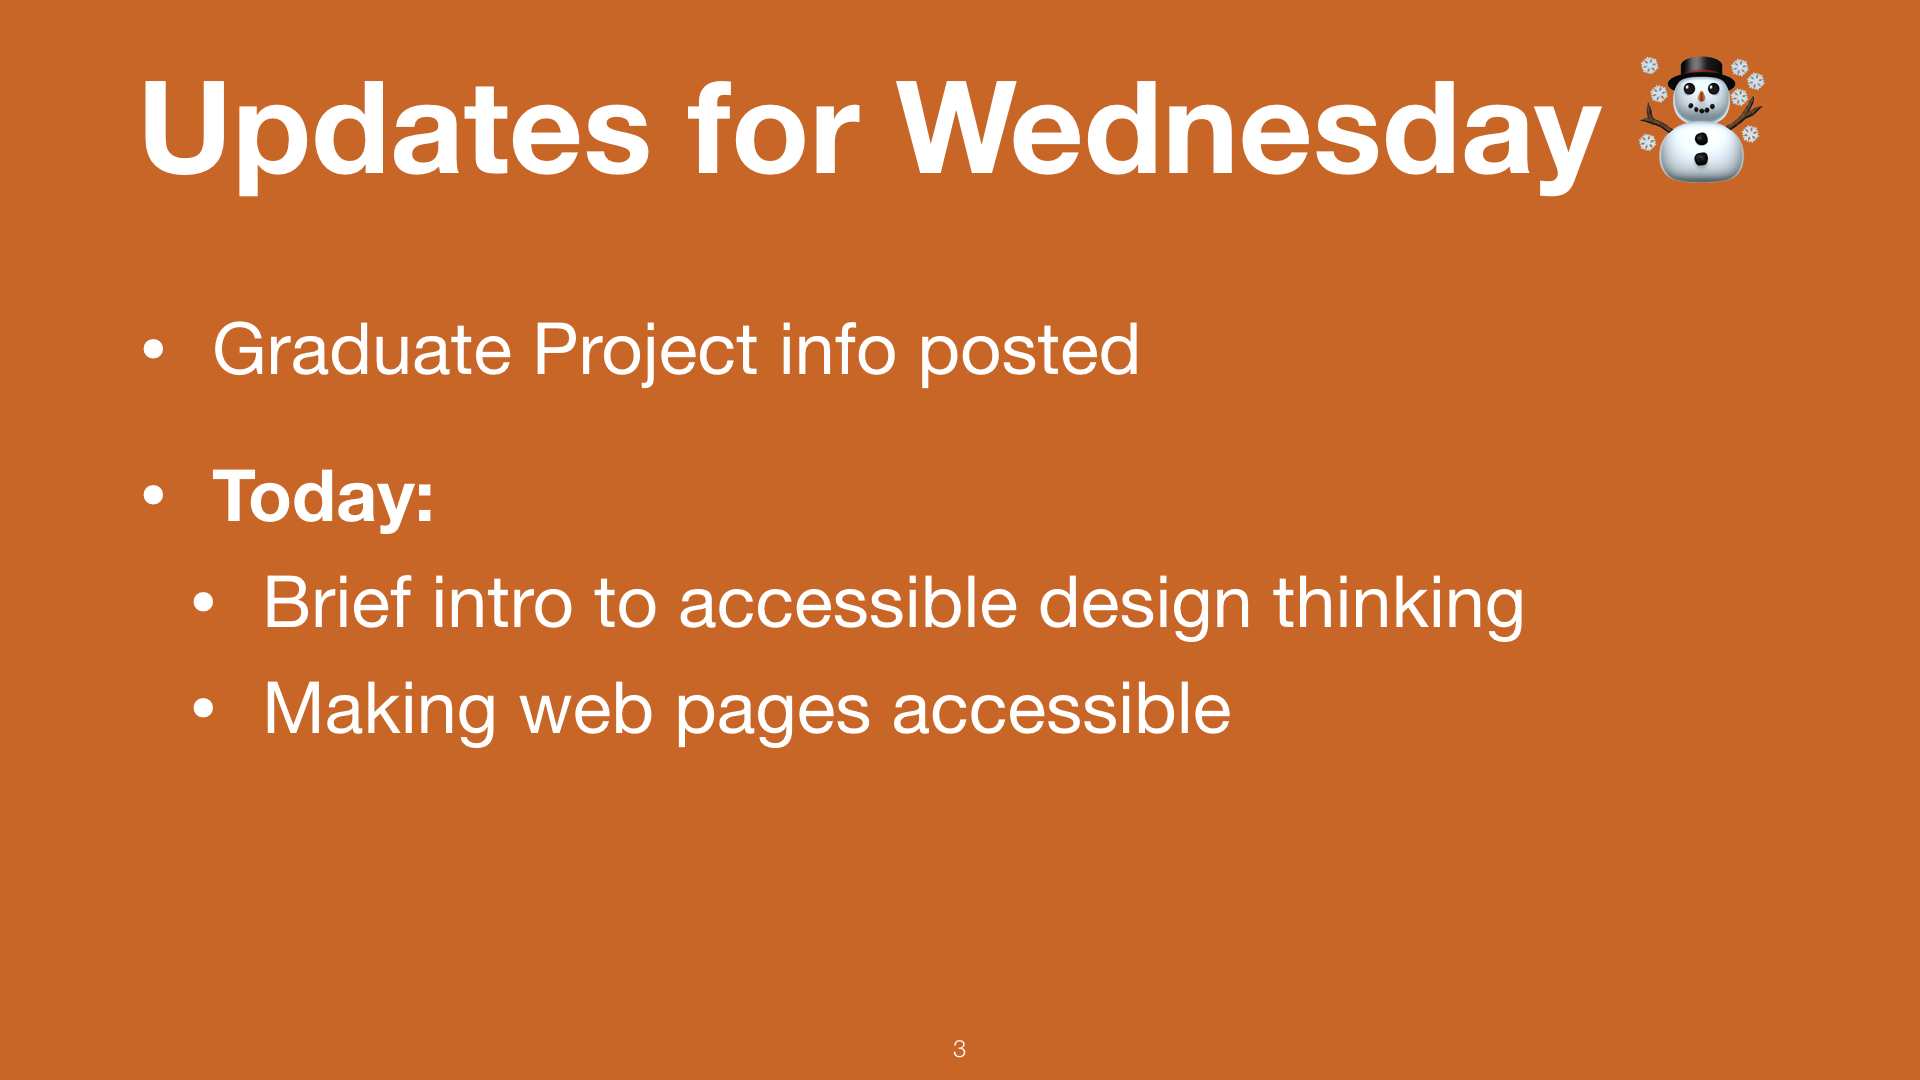 Updates for Wednesday ☃️
• Graduate Project info posted
• Today:
• Brief intro to accessible design thinking
• Making web pages accessible
3